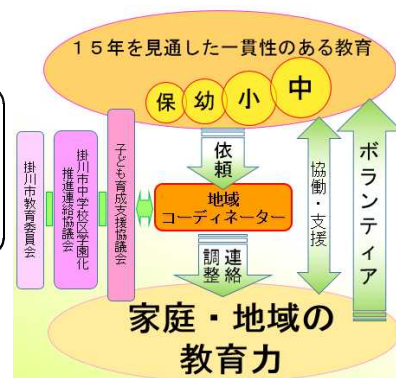 15年を見通した一貫性のある教育
保 幼 小 中
依頼
協働・支援
ボランティア
掛川市教育委員会
掛川市中学校区学園化
推進連絡協議会
子ども育成支援協議会
地域
コーディネーター
連絡
調整
家庭・地域の
教育力